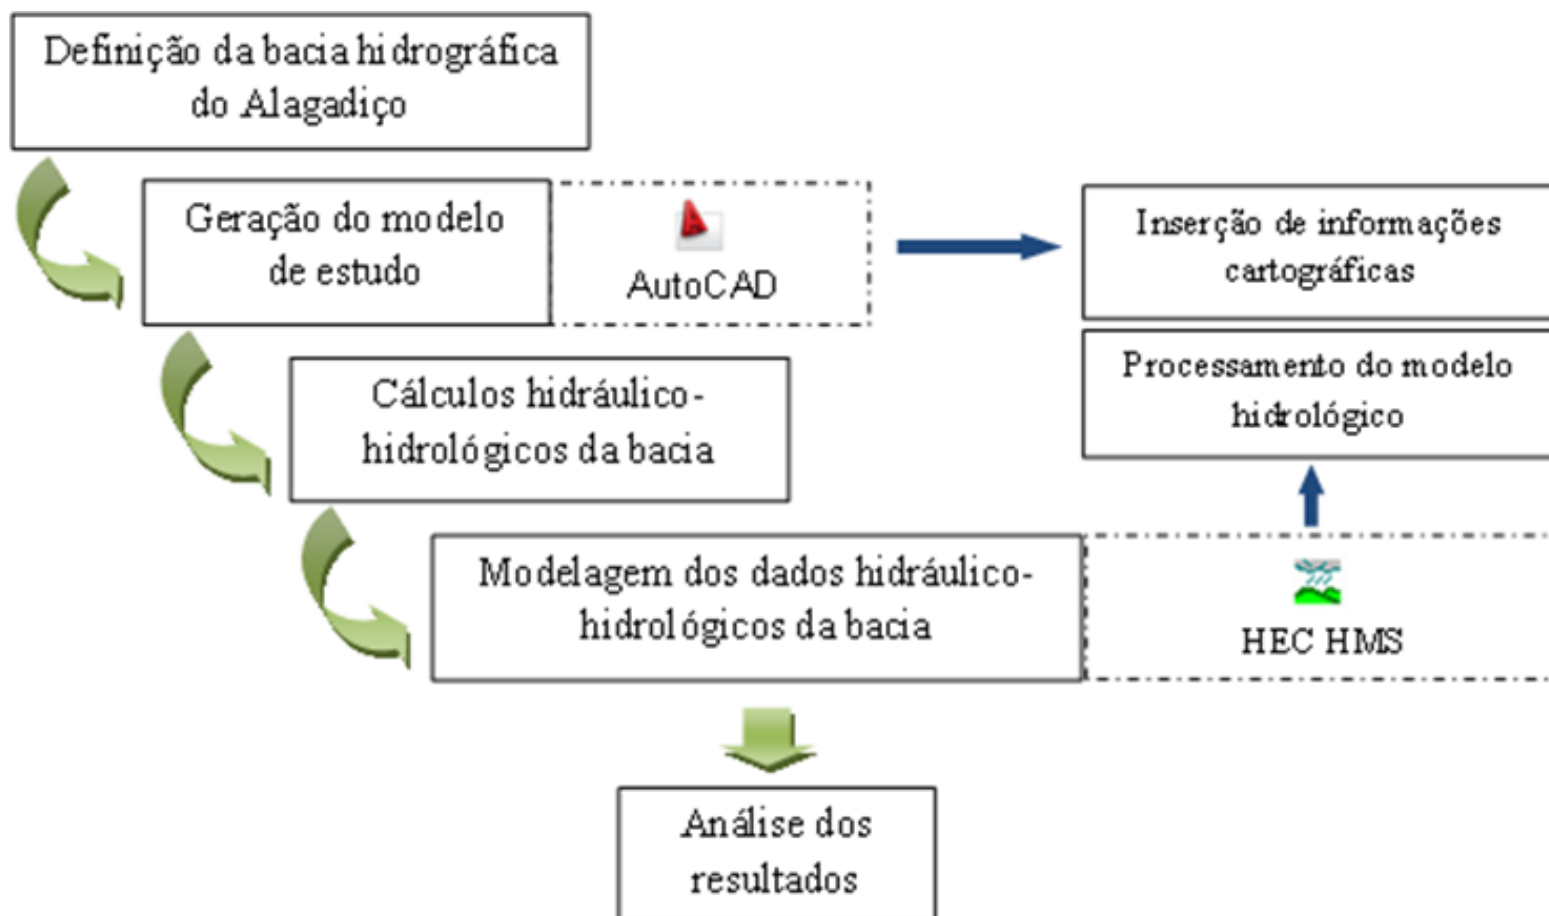 Definição da bacia hidrográfica
do Alagadiço
Geração do modelo
de estudo
AutoCAD
Inserção de informações
cartográficas
Cálculos hidráulico-
hidrológicos da bacia
Processamento do modelo
hidrológico
Modelagem dos dados hidráulico-
hidrológicos da bacia
HEC HMS
Análise dos
resultados